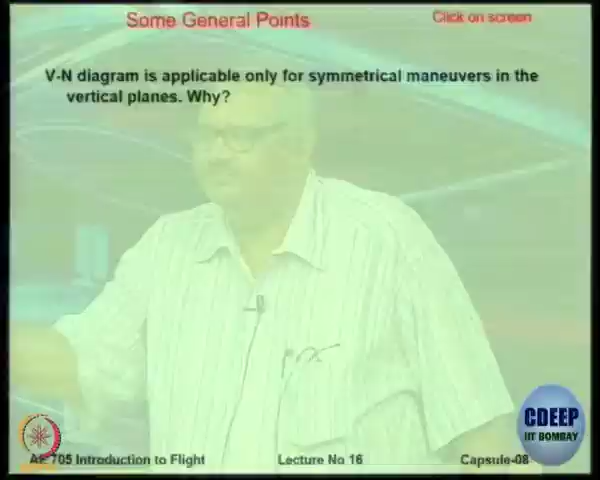 Some General Points
Click on screen
V-N diagram is applicable only for symmetrical maneuvers in the
vertical planes. Why?
CDEEP
IIT BOMBAY
AE 705 Introduction to Flight
Lecture No 16
Capsule-08